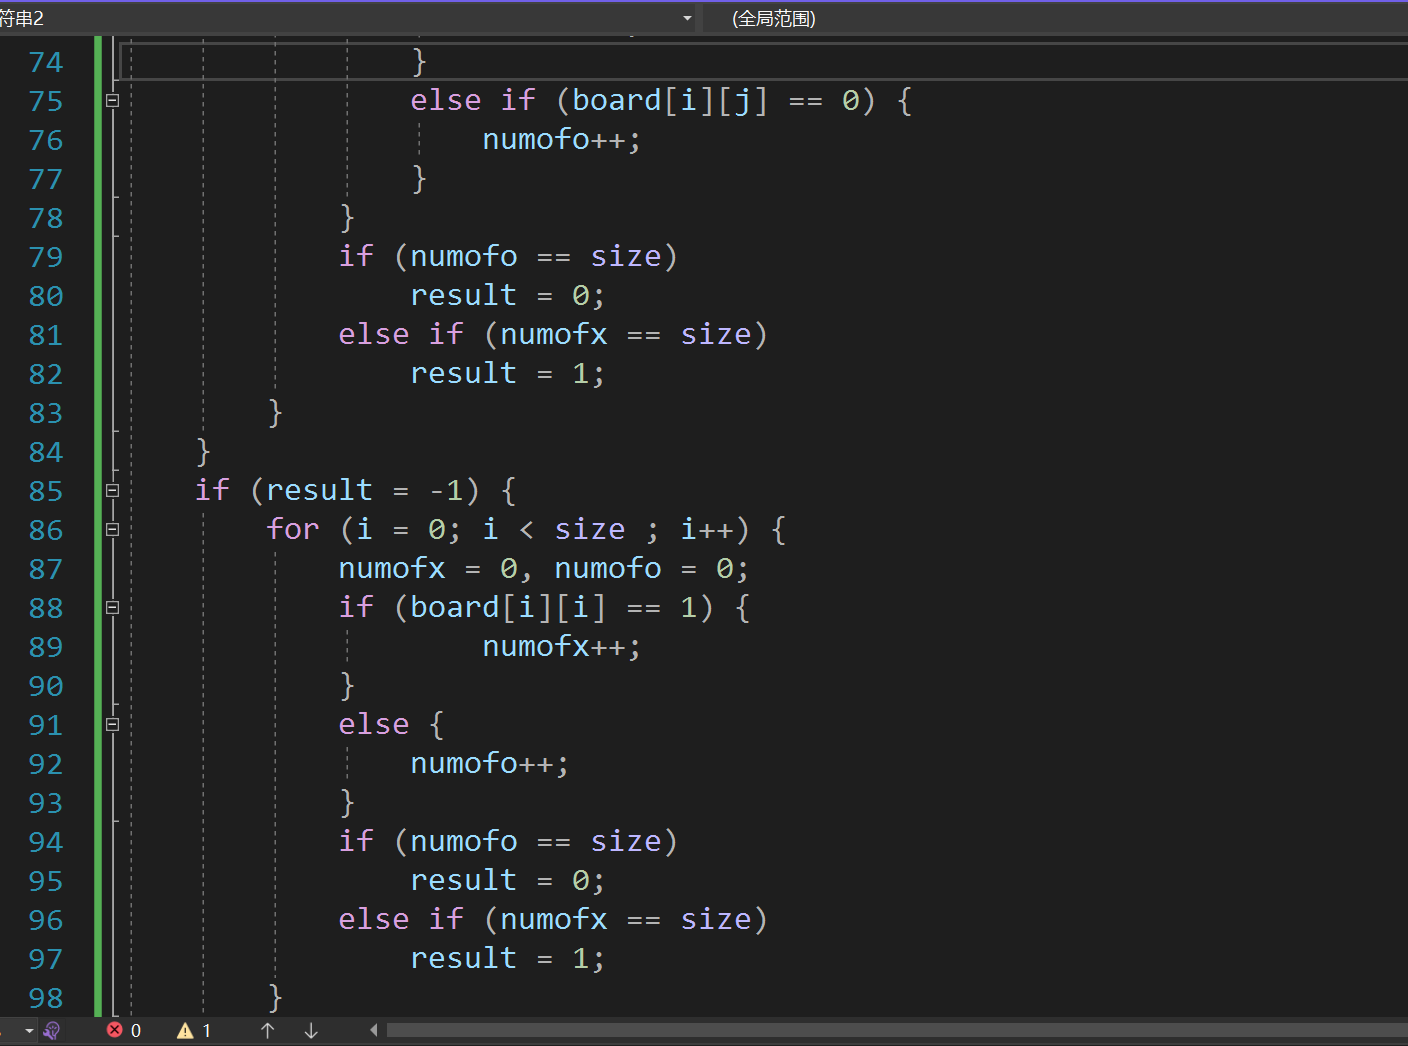 符串2 (全局范围)
74 }
75 else if (board[i][j] == 0) {
76 numofo++;
77 }
78 }
79 if (numofo == size)
80 result = 0;
81 else if (numofx == size)
82 result = 1;
83 }
84 }
85 if (result = -1) {
86 for (i = 0; i < size ; i++) {
87 numofx = 0, numofo = 0;
88 if (board[i][i] == 1) {
89 numofx++;
90 }
91 else {
92 numofo++;
93 }
94 if (numofo == size)
95 result = 0;
96 else if (numofx == size)
97 result = 1;
98 }
0 1 ↑ ↓